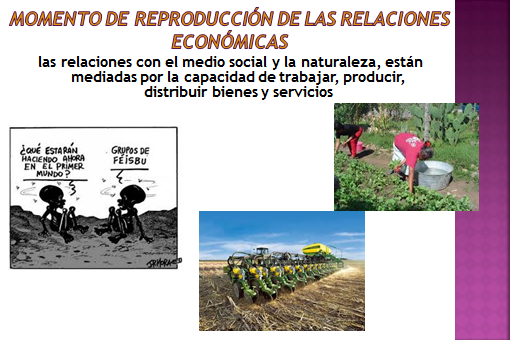 MOMENTO DE REPRODUCCIÓN DE LAS RELACIONES
ECONÓMICAS
las relaciones con el medio social y la naturaleza, están
mediadas por la capacidad de trabajar, producir,
distribuir bienes y servicios
¿QUÉ ESTARÁN
HACIENDO AHORA
EN EL PRIMER
MUNDO?
GRUPOS DE
FEISBU